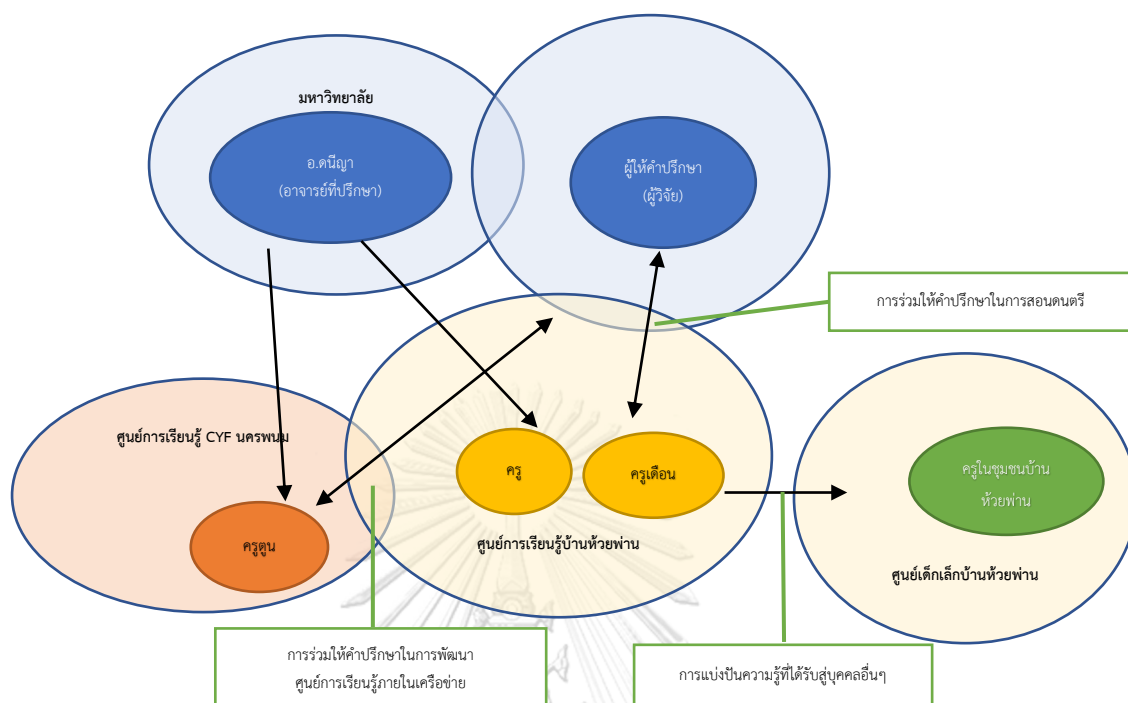 มหาวิทยาลัย
อ.ดนีญา
(อาจารย์ที่ปรึกษา)
ผู้ให้คำปรึกษา
(ผู้วิจัย)
การร่วมให้คำปรึกษาในการสอนดนตรี
ศูนย์การเรียนรู้ CYF นครพนม
ครูตูน
ครู
ครูเดือน
ศูนย์การเรียนรู้บ้านห้วยพ่าน
ครูในชุมชนบ้าน
ห้วยพ่าน
ศูนย์เด็กเล็กบ้านห้วยพ่าน
การร่วมให้คำปรึกษาในการพัฒนา
ศูนย์การเรียนรู้ภายในเครือข่าย
การแบ่งปันความรู้ที่ได้รับสู่บุคคลอื่นๆ